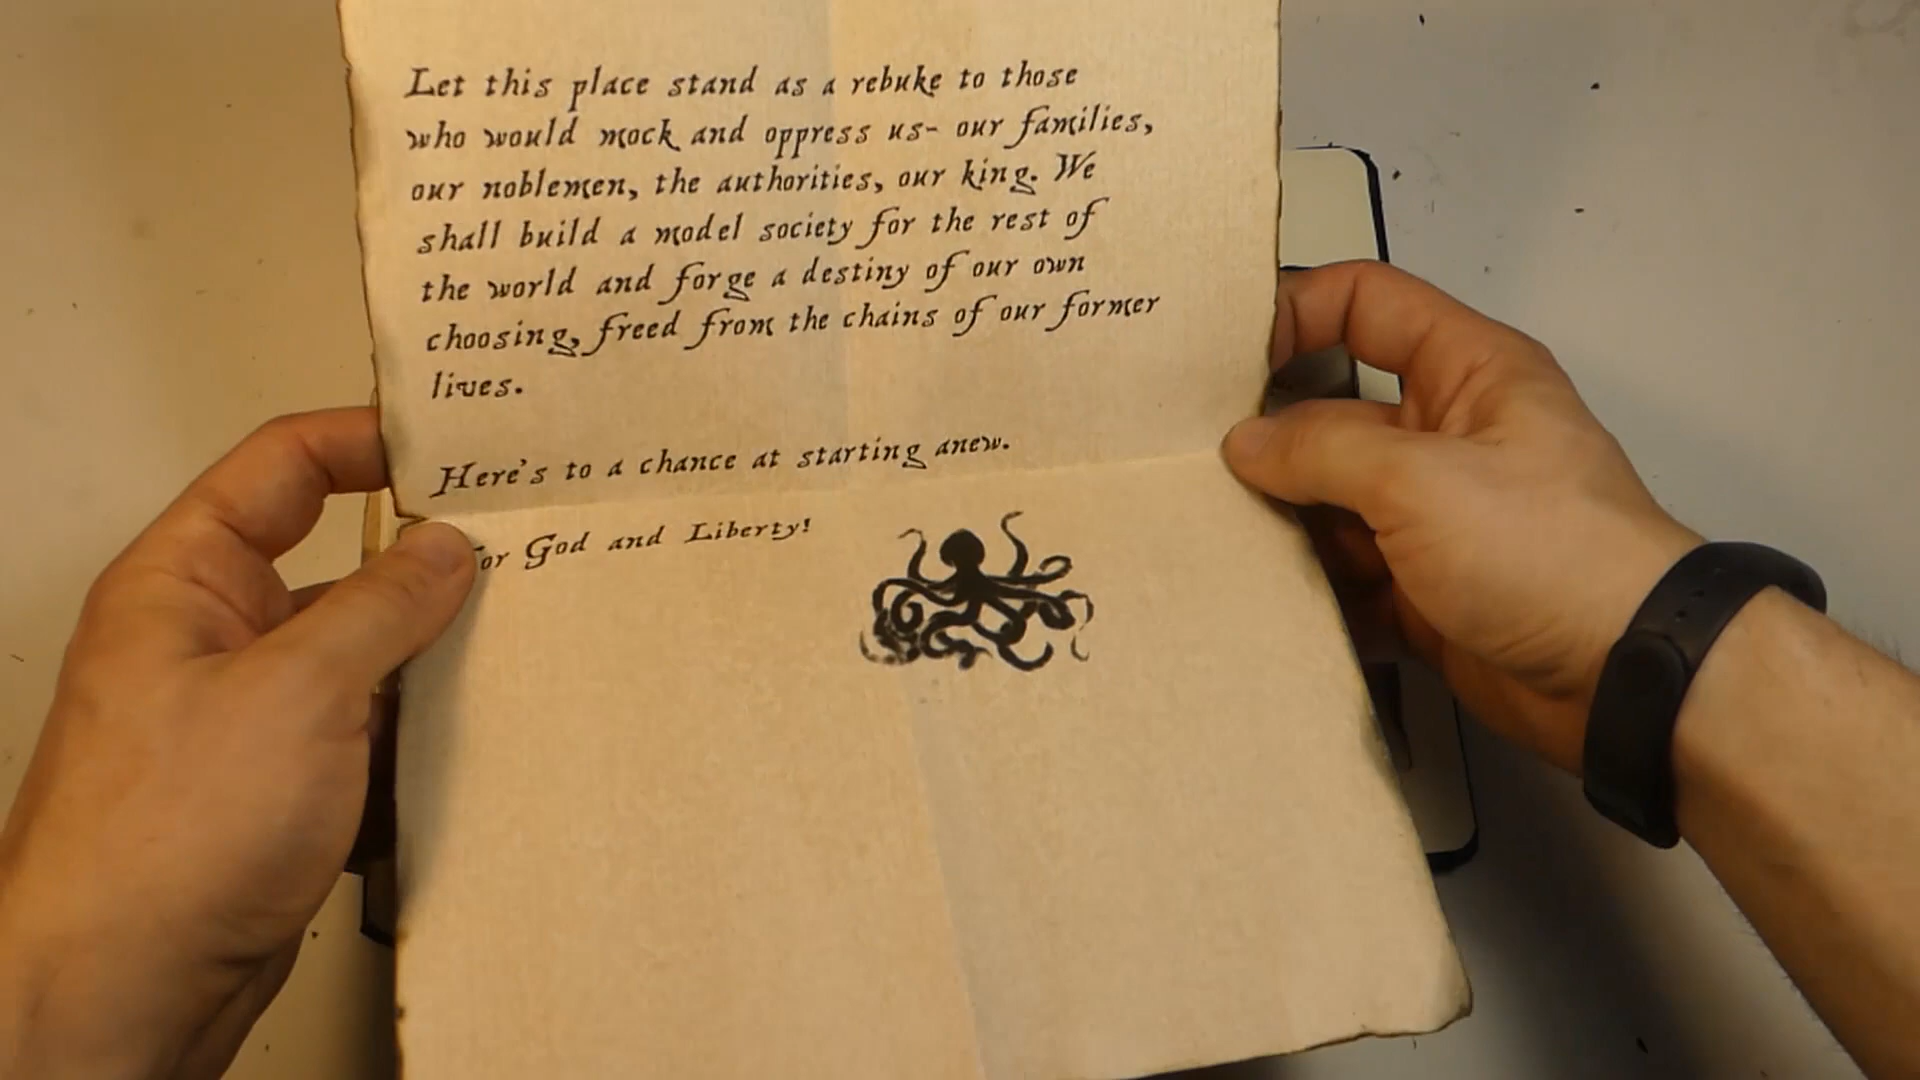 Let this place stand as a rebuke to those
who would mock and oppress us- our families,
our noblemen, the authorities, our king. We
shall build a model society for the rest of
the world and forge a destiny of our own
choosing, freed from the chains of our former
lives.
Here's to a chance at starting anew.
For God and Liberty!